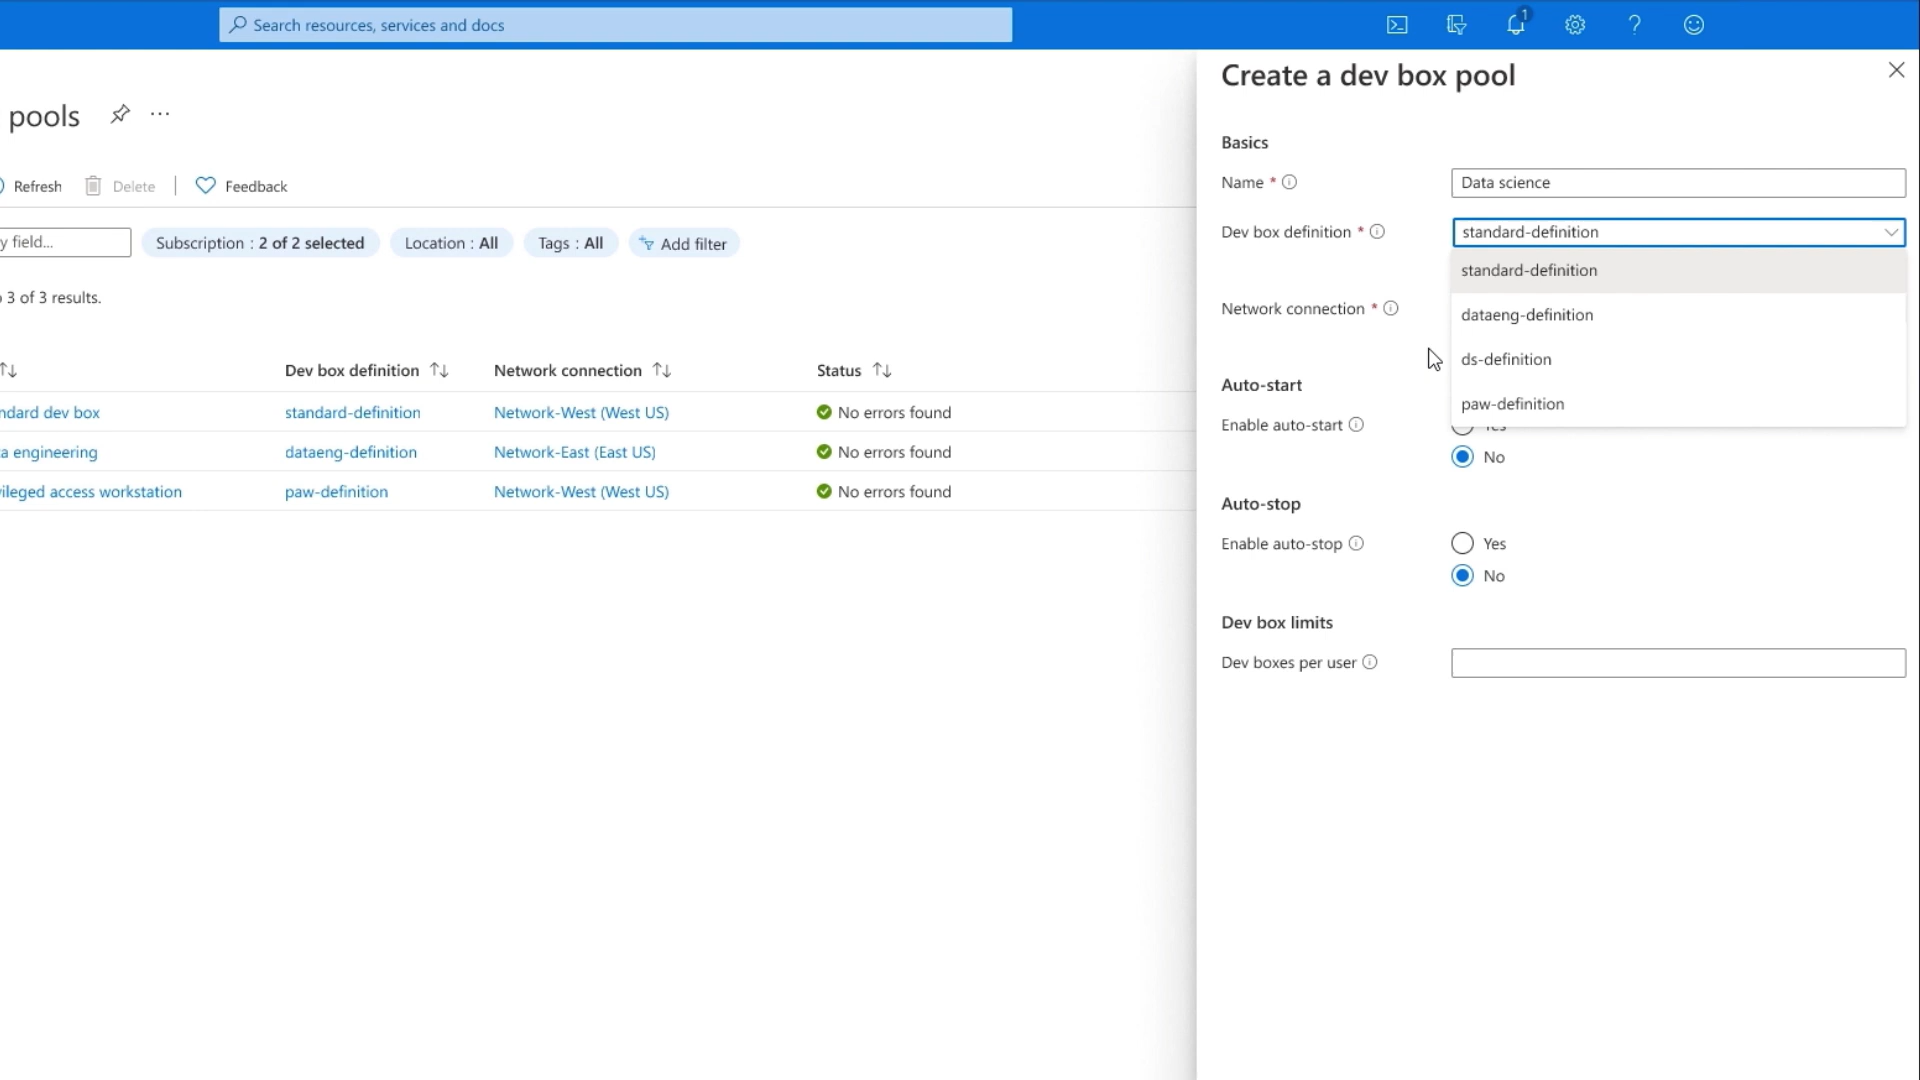 Search resources, services and docs
1
pools
Refresh
Delete
Feedback
y field...
Subscription : 2 of 2 selected
Location : All
Tags : All
Add filter
3 of 3 results.
Dev box definition
Network connection
Status
ndard dev box
standard-definition
Network-West (West US)
No errors found
a engineering
dataeng-definition
Network-East (East US)
No errors found
ileged access workstation
paw-definition
Network-West (West US)
No errors found
Create a dev box pool
Basics
Name *
Data science
Dev box definition *
standard-definition
standard-definition
dataeng-definition
ds-definition
paw-definition
Network connection *
Auto-start
Enable auto-start
Yes
No
Auto-stop
Enable auto-stop
Yes
No
Dev box limits
Dev boxes per user